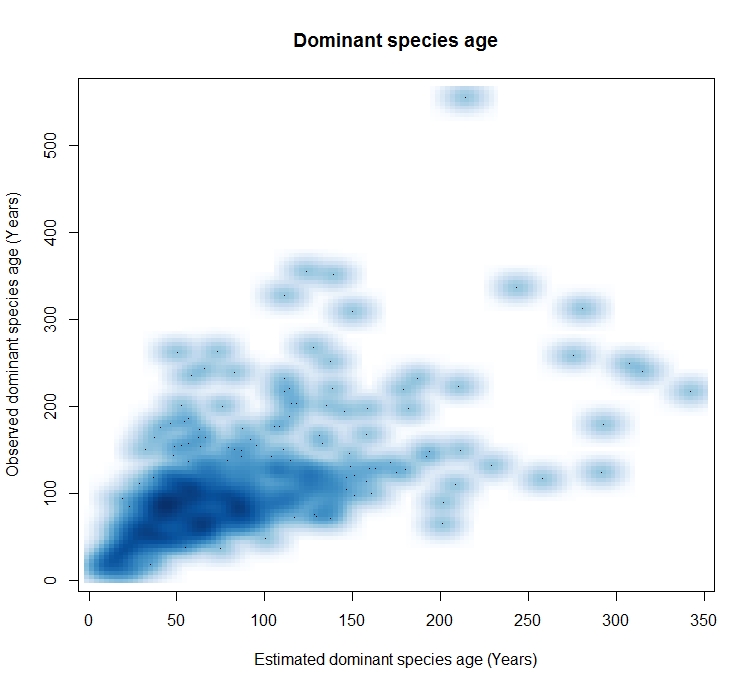 Dominant species age
Observed dominant species age (Years)
500
400
300
200
100
0
0 50 100 150 200 250 300 350
Estimated dominant species age (Years)